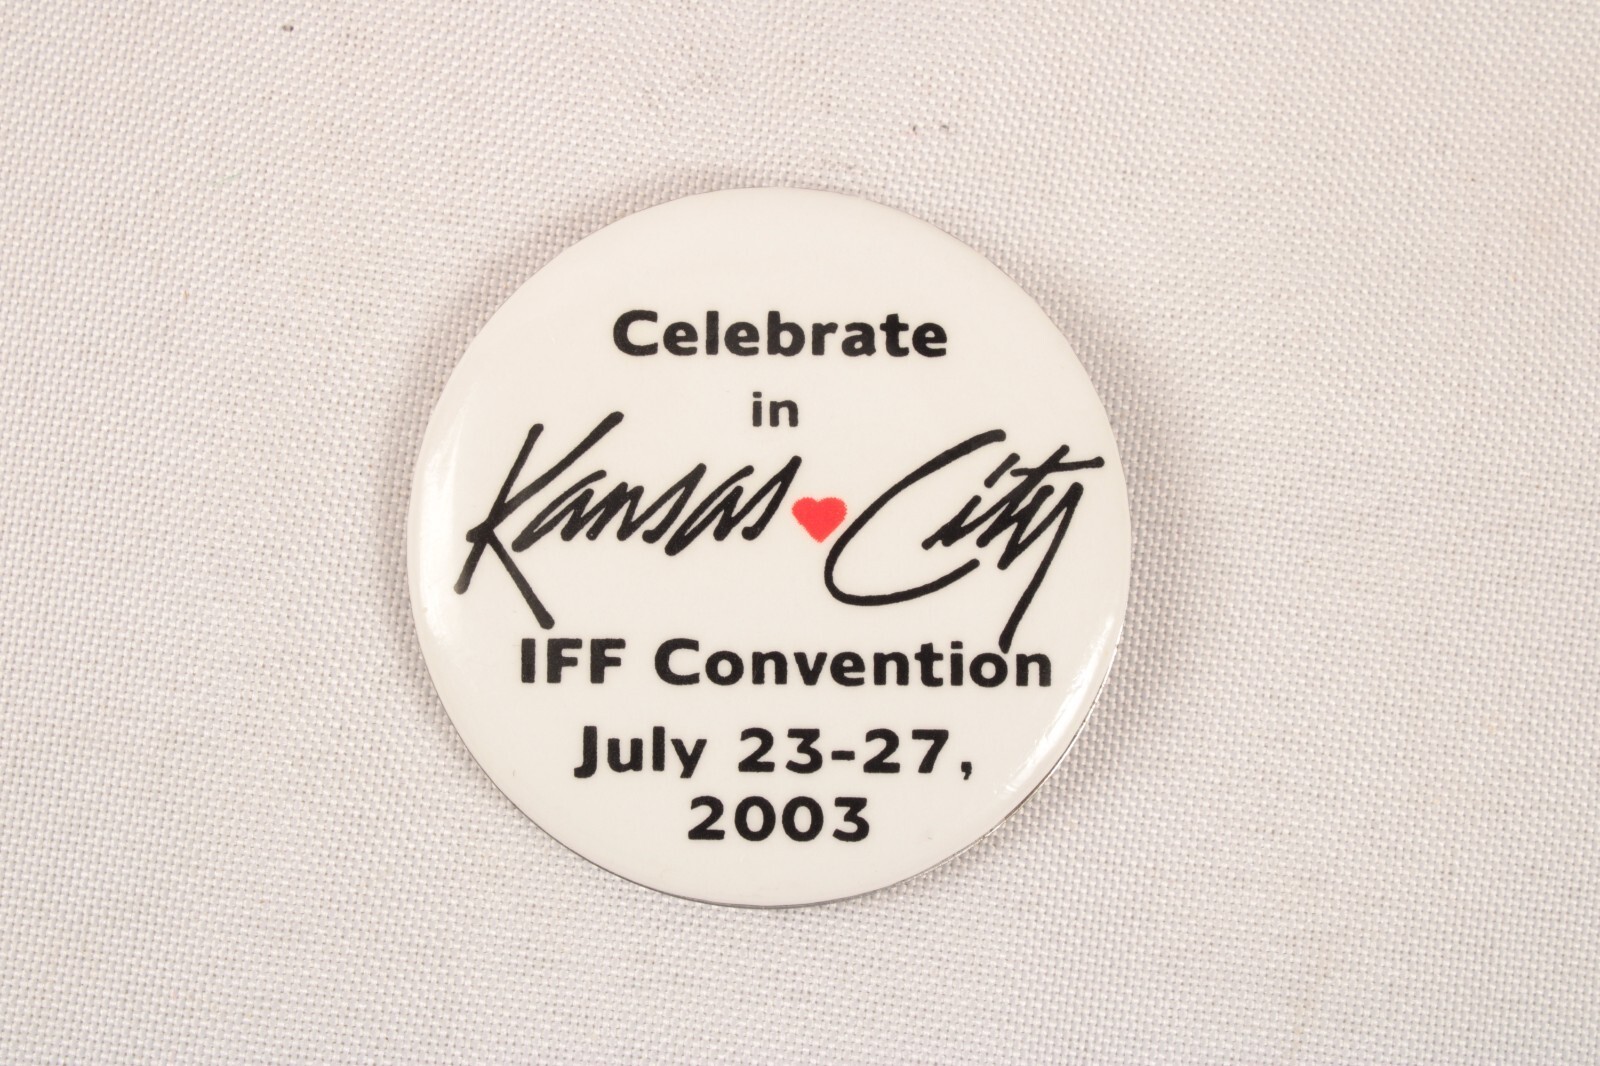 Celebrate
in
Kansas City
IFF Convention
July 23-27,
2003